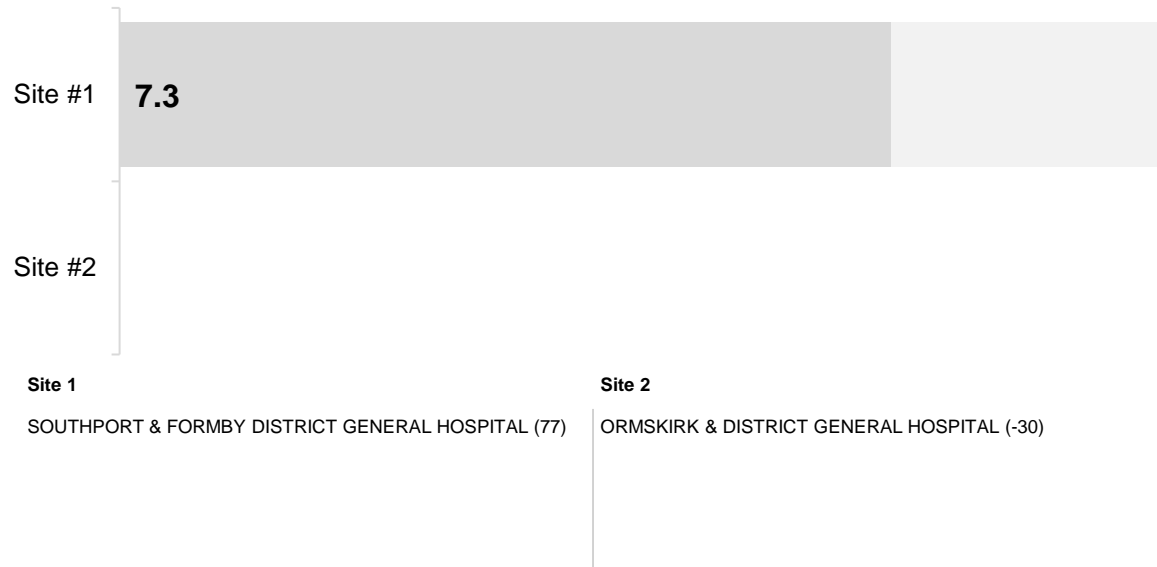 Site #1
7.3
Site #2
Site 1
SOUTHPORT & FORMBY DISTRICT GENERAL HOSPITAL (77)
Site 2
ORMSKIRK & DISTRICT GENERAL HOSPITAL (-30)